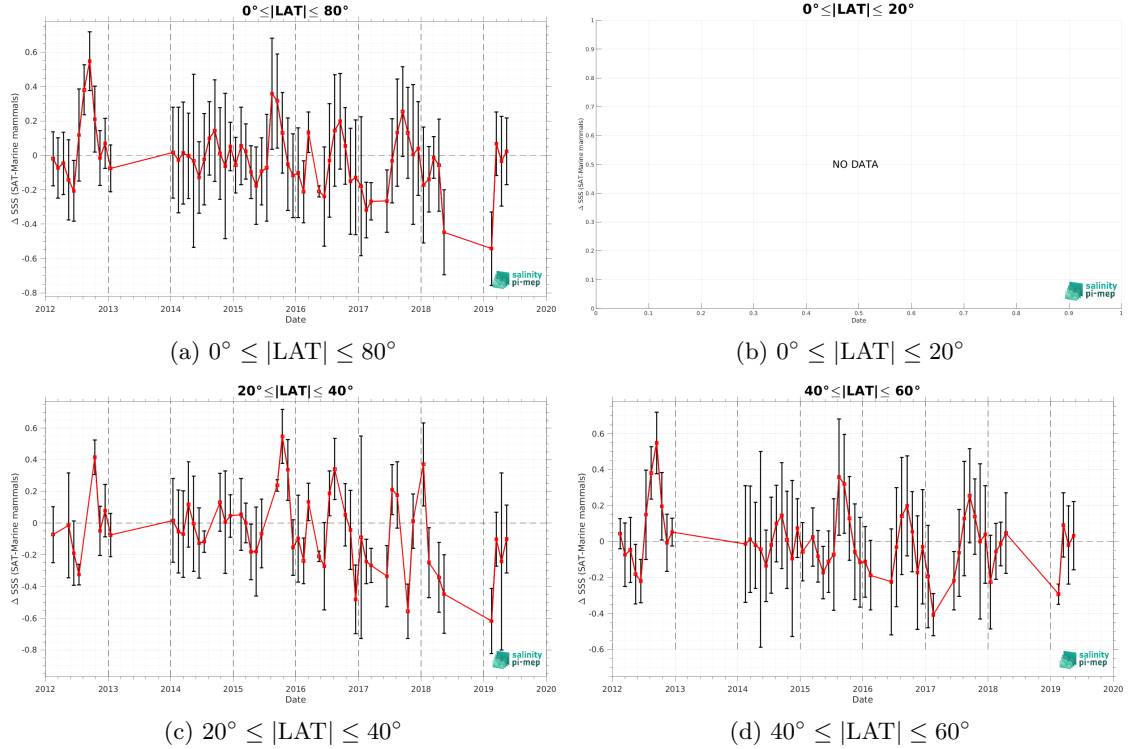 0°≤|LAT|≤ 80°
Δ SSS (SAT-Marine mammals)
0.6
0.4
0.2
0
-0.2
-0.4
-0.6
-0.8
2012 2013 2014 2015 2016 2017 2018 2019 2020
Date
salinity
pi-mep
(a) 0° ≤ |LAT| ≤ 80°
0°≤|LAT|≤ 20°
Δ SSS (SAT-Marine mammals)
1
0.9
0.8
0.7
0.6
0.5
0.4
0.3
0.2
0.1
0
NO DATA
0 0.1 0.2 0.3 0.4 0.5 0.6 0.7 0.8 0.9 1
Date
salinity
pi-mep
(b) 0° ≤ |LAT| ≤ 20°
20°≤|LAT|≤ 40°
Δ SSS (SAT-Marine mammals)
0.6
0.4
0.2
0
-0.2
-0.4
-0.6
-0.8
2012 2013 2014 2015 2016 2017 2018 2019 2020
Date
salinity
pi-mep
(c) 20° ≤ |LAT| ≤ 40°
40°≤|LAT|≤ 60°
Δ SSS (SAT-Marine mammals)
0.6
0.4
0.2
0
-0.2
-0.4
-0.6
2012 2013 2014 2015 2016 2017 2018 2019 2020
Date
salinity
pi-mep
(d) 40° ≤ |LAT| ≤ 60°